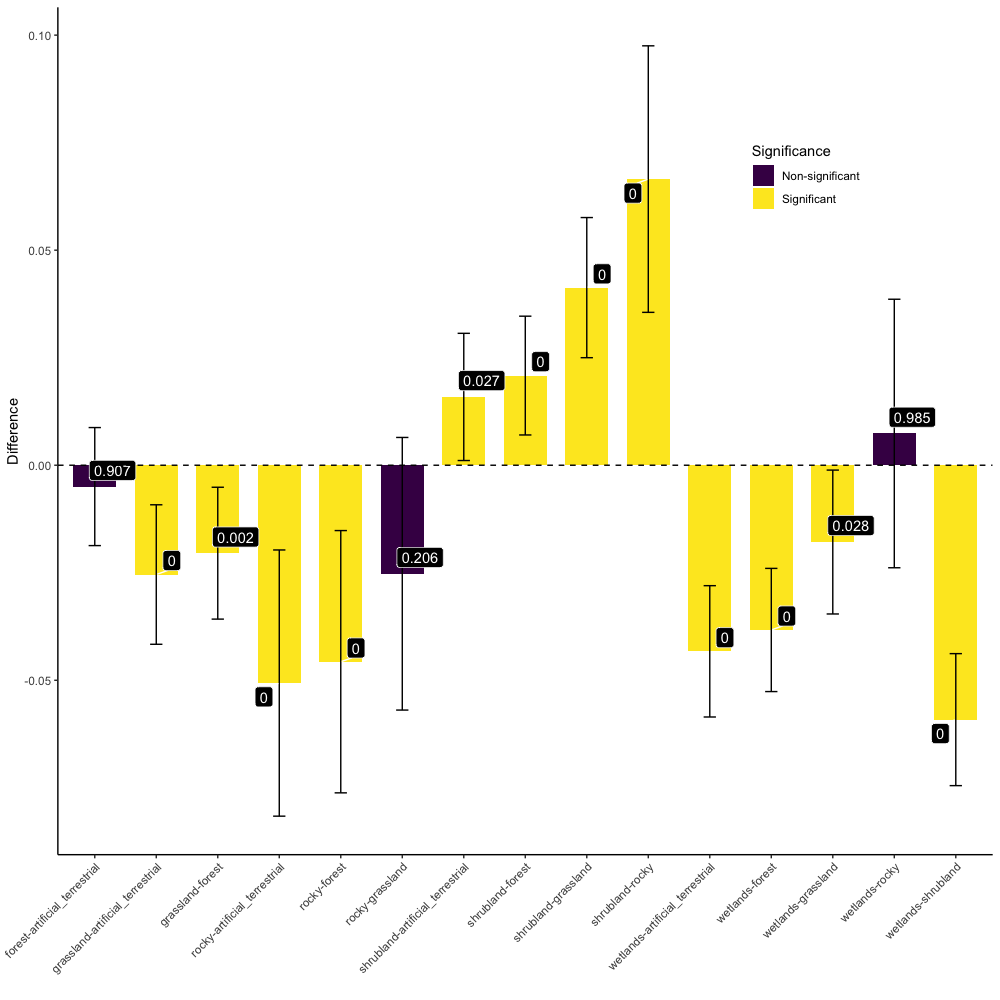 0.10
0.05
0.00
-0.05
Difference
Significance
Non-significant
Significant
0.907
0
0.002
0
0
0.206
0.027
0
0
0
0
0
0.028
0.985
0
forest-artificial_terrestrial
grassland-artificial_terrestrial
grassland-forest
rocky-artificial_terrestrial
rocky-forest
rocky-grassland
shrubland-artificial_terrestrial
shrubland-forest
shrubland-grassland
shrubland-rocky
wetlands-artificial_terrestrial
wetlands-forest
wetlands-grassland
wetlands-rocky
wetlands-shrubland